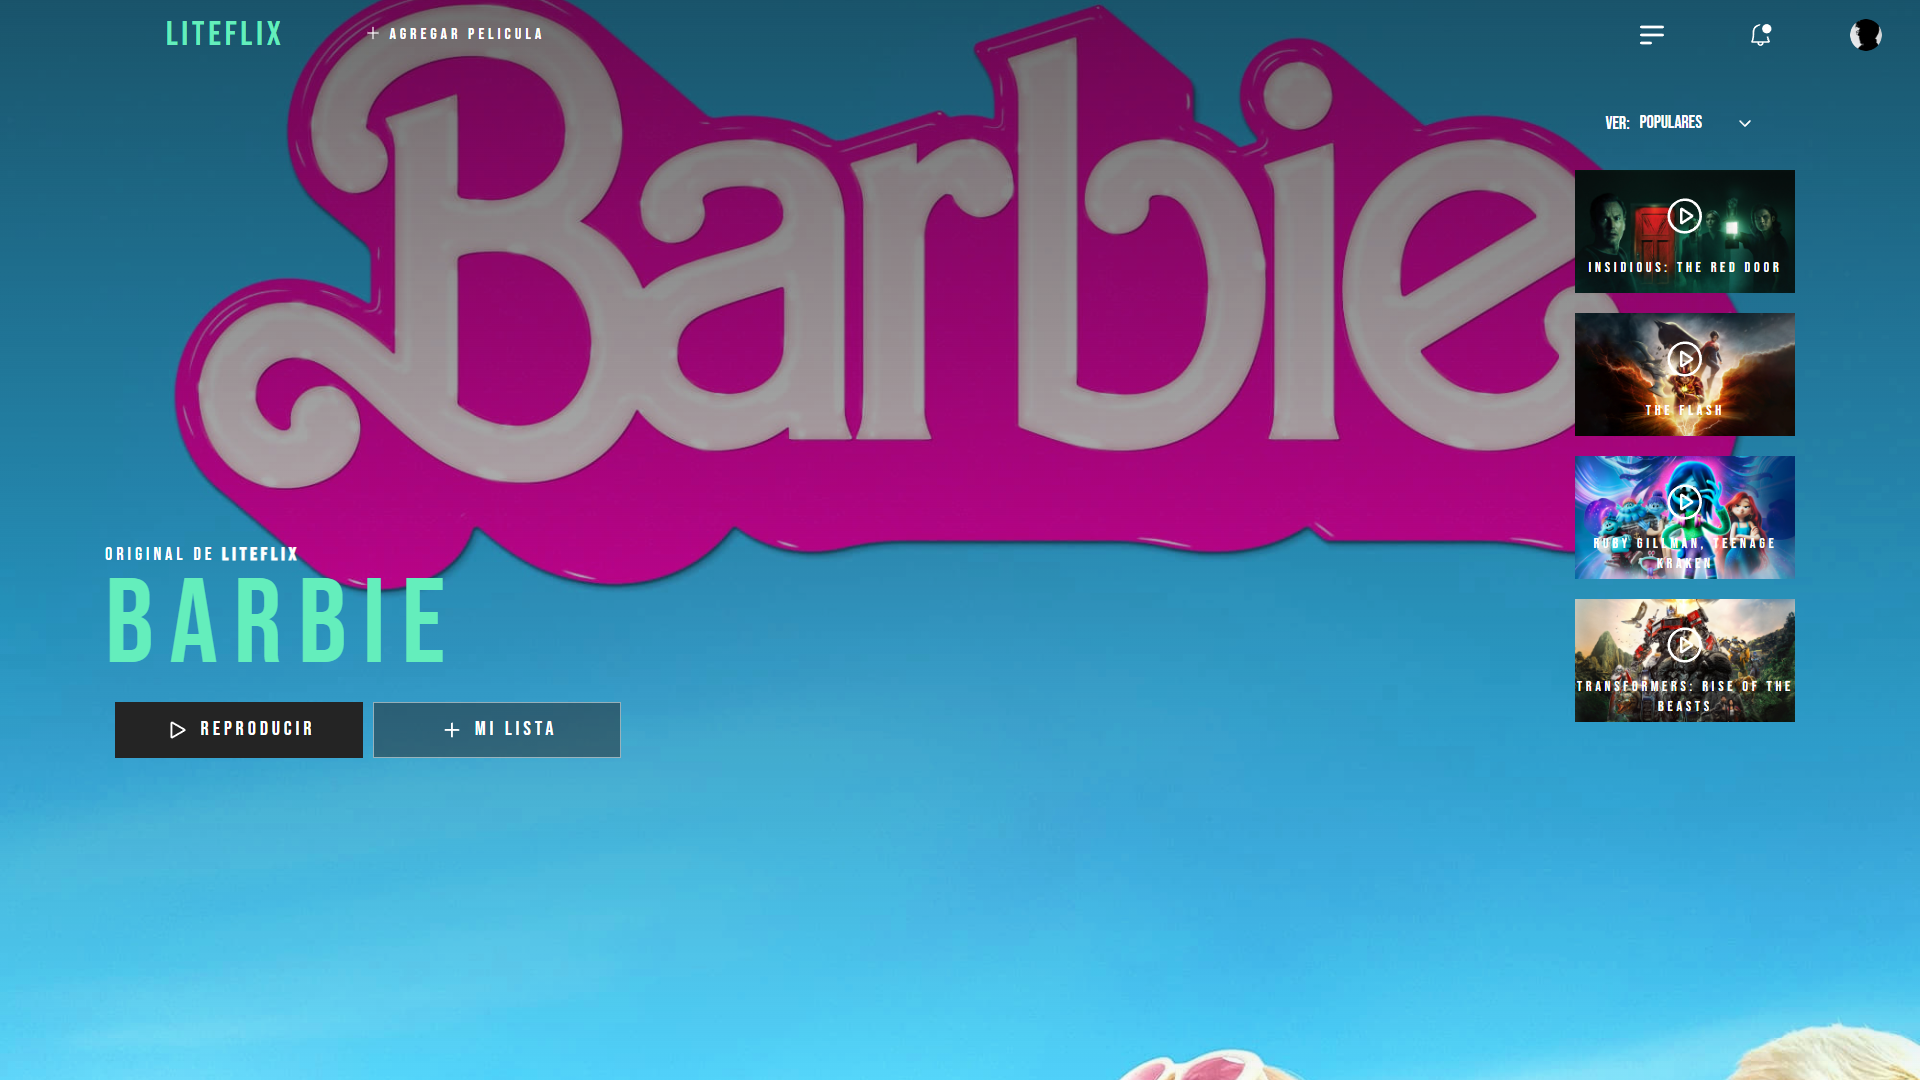 LITEFLIX
+ AGREGAR PELICULA
Barbie
VER: POPULARES
INSIDIOUS: THE RED DOOR
THE FLASH
RUBY GILLMAN, TEENAGE
KRAKEN
TRANSFORMERS: RISE OF THE
BEASTS
ORIGINAL DE LITEFLIX
BARBIE
REPRODUCIR
+ MI LISTA